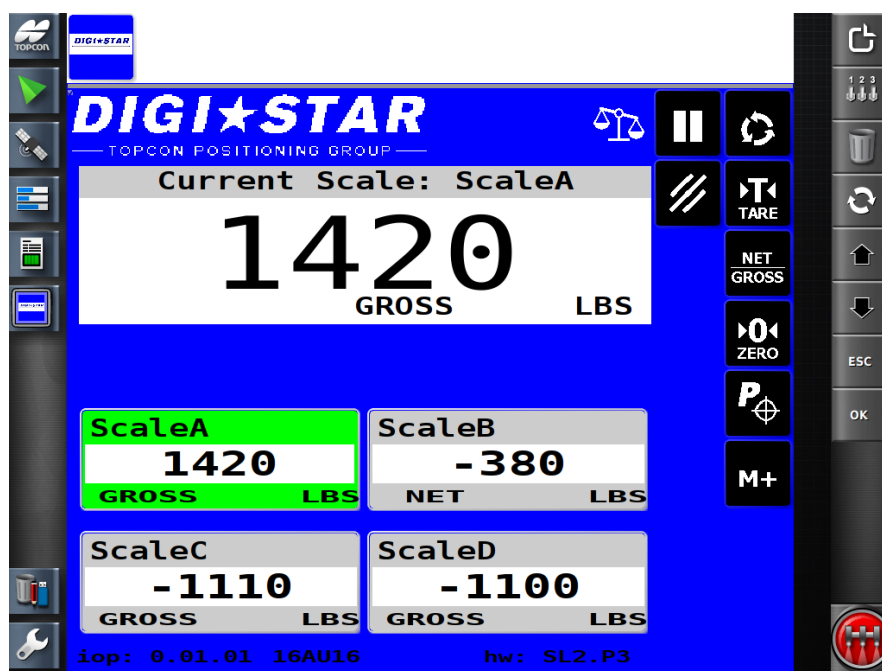 TOPCON
DIGI★STAR
DIGI★STAR
TOPCON POSITIONING GROUP
Current Scale: ScaleA
1420
GROSS LBS
T
TARE
NET
GROSS
0
ZERO
P
M+
ScaleA
1420
GROSS LBS
ScaleB
-380
NET LBS
ScaleC
-1110
GROSS LBS
ScaleD
-1100
GROSS LBS
iop: 0.01.01 16AU16 hw: SL2.P3
1 2 3
ESC
OK